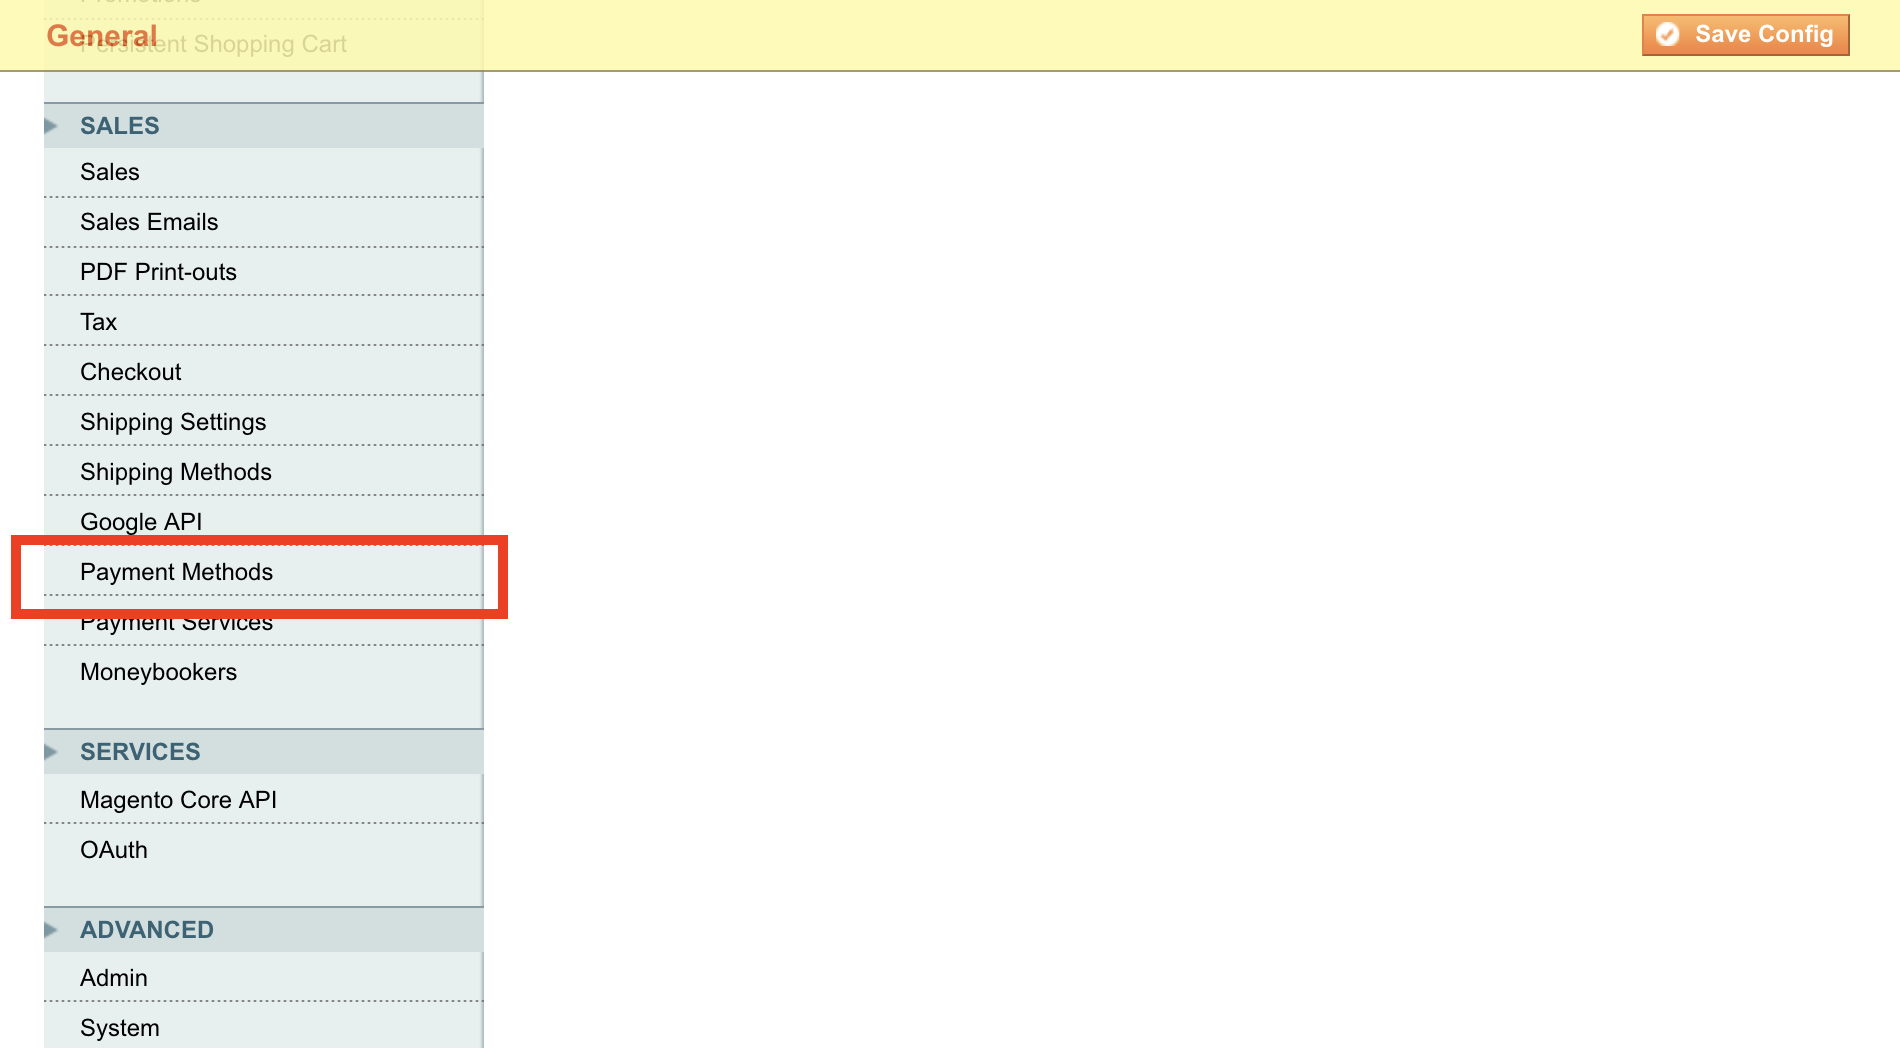 Promotions
General
Persistent Shopping Cart
Save Config
SALES
Sales
Sales Emails
PDF Print-outs
Tax
Checkout
Shipping Settings
Shipping Methods
Google API
Payment Methods
Payment Services
Moneybookers
SERVICES
Magento Core API
OAuth
ADVANCED
Admin
System